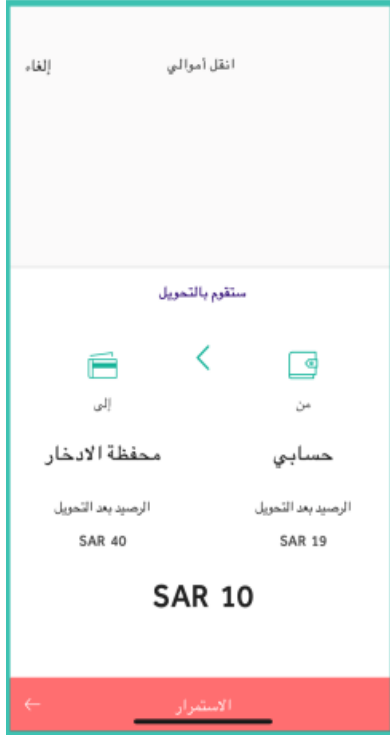 انقل أموالي
إلغاء
ستقوم بالتحويل
من
إلى
حسابي
محفظة الادخار
الرصيد بعد التحويل
الرصيد بعد التحويل
SAR 19
SAR 40
SAR 10
الاستمرار